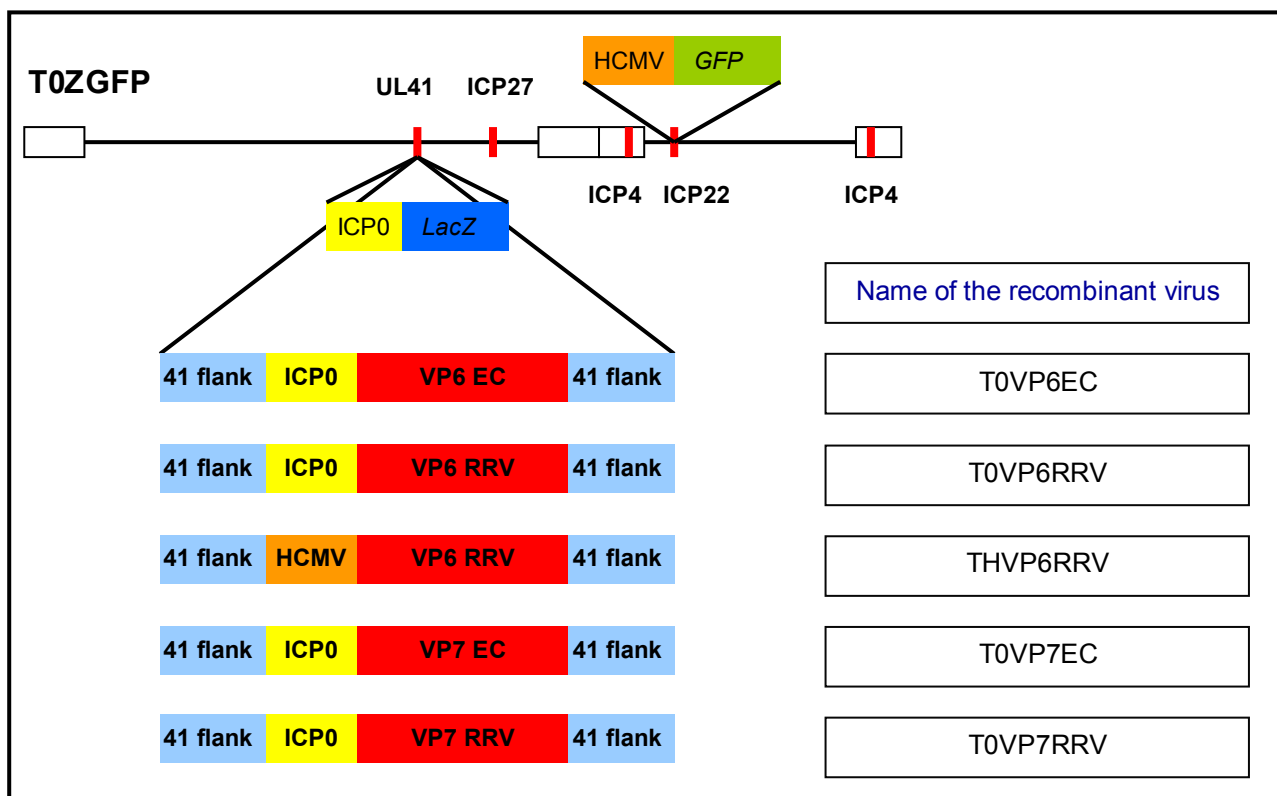 HCMV GFP
T0ZGFP
UL41 ICP27
ICP4 ICP22 ICP4
ICP0 LacZ
Name of the recombinant virus
41 flank ICP0 VP6 EC 41 flank T0VP6EC
41 flank ICP0 VP6 RRV 41 flank T0VP6RRV
41 flank HCMV VP6 RRV 41 flank THVP6RRV
41 flank ICP0 VP7 EC 41 flank T0VP7EC
41 flank ICP0 VP7 RRV 41 flank T0VP7RRV